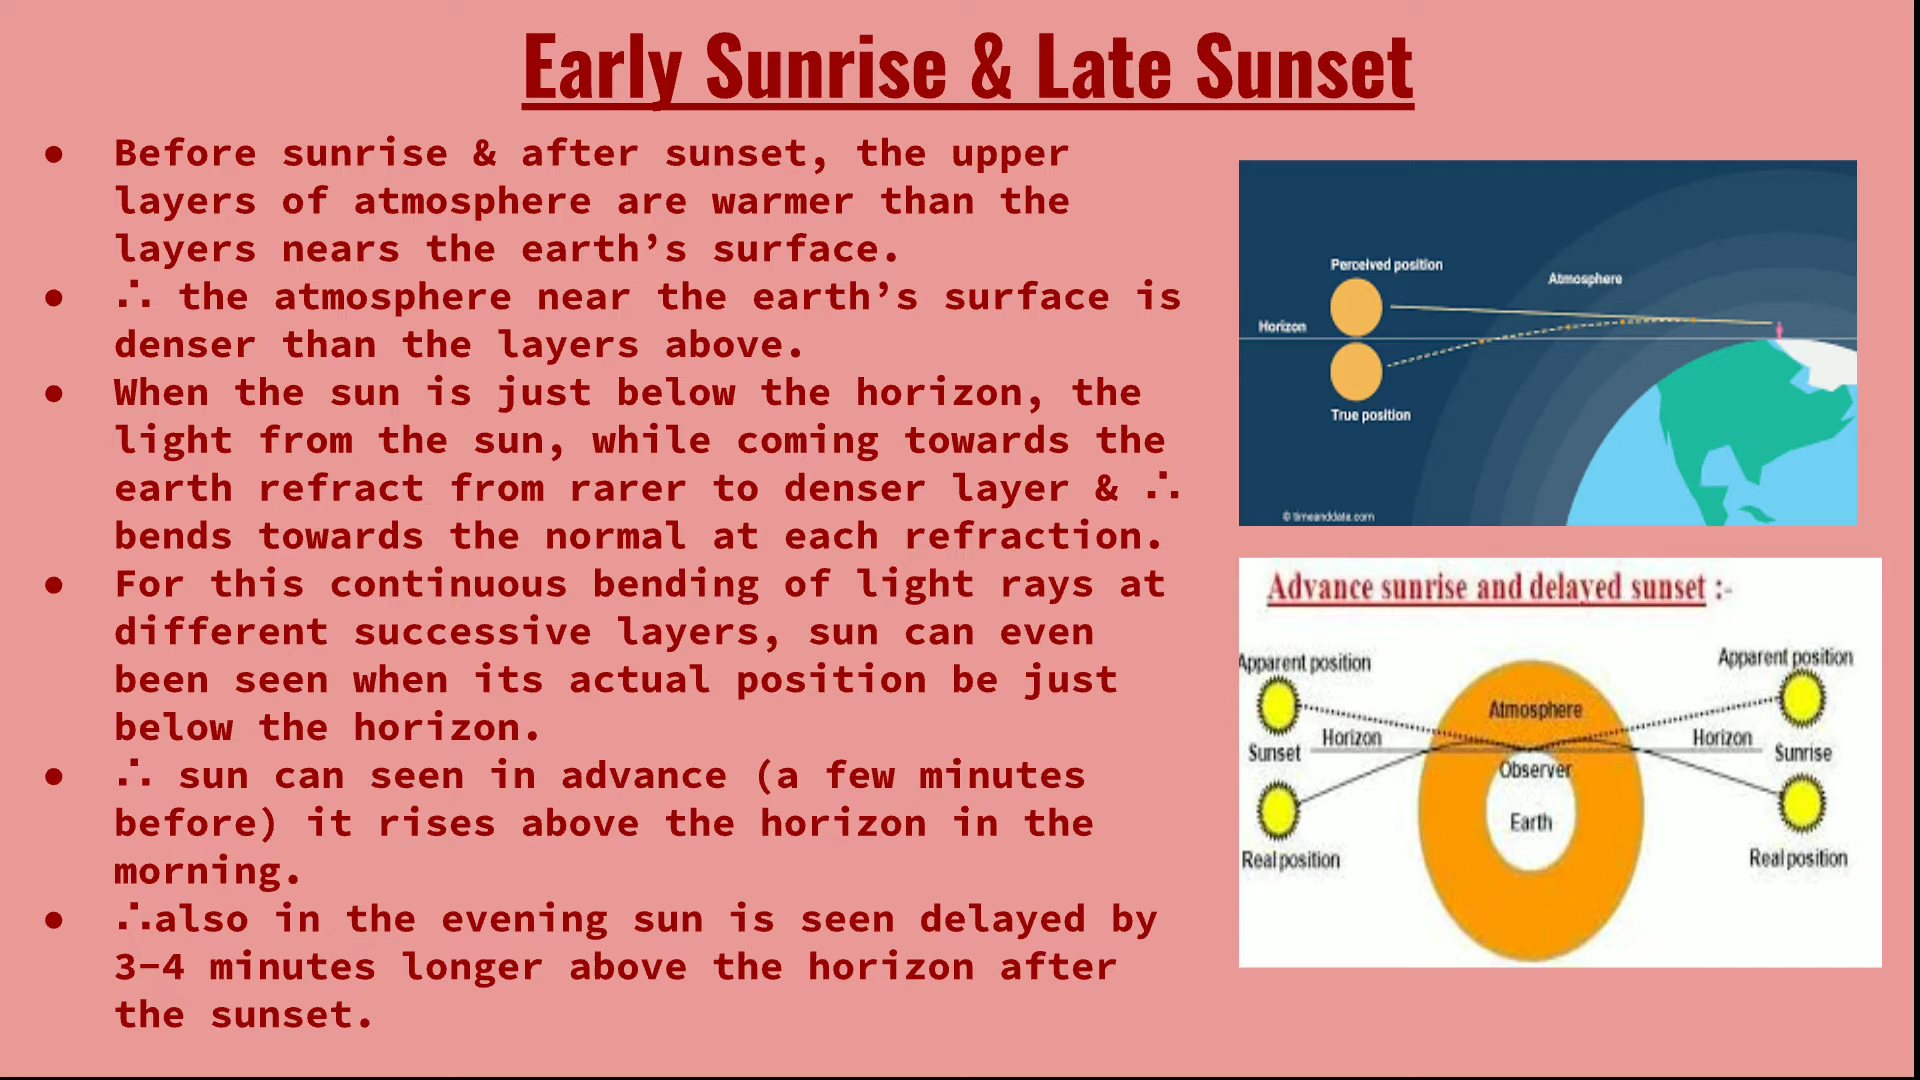 Early Sunrise & Late Sunset
● Before sunrise & after sunset, the upper
layers of atmosphere are warmer than the
layers nears the earth’s surface.
● ∴ the atmosphere near the earth’s surface is
denser than the layers above.
● When the sun is just below the horizon, the
light from the sun, while coming towards the
earth refract from rarer to denser layer & ∴
bends towards the normal at each refraction.
● For this continuous bending of light rays at
different successive layers, sun can even
been seen when its actual position be just
below the horizon.
● ∴ sun can seen in advance (a few minutes
before) it rises above the horizon in the
morning.
● ∴also in the evening sun is seen delayed by
3-4 minutes longer above the horizon after
the sunset.
Perceived position
Atmosphere
Horizon
True position
© timeanddate.com
Advance sunrise and delayed sunset :-
Apparent position
Apparent position
Atmosphere
Sunset
Horizon
Horizon
Sunrise
Observer
Earth
Real position
Real position